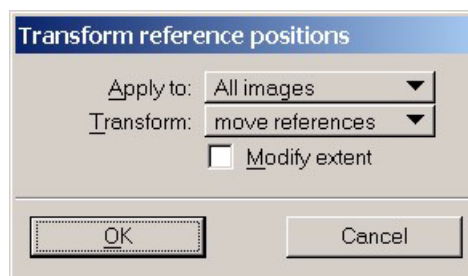 Transform reference positions
Apply to: All images
Transform: move references
Modify extent
OK Cancel